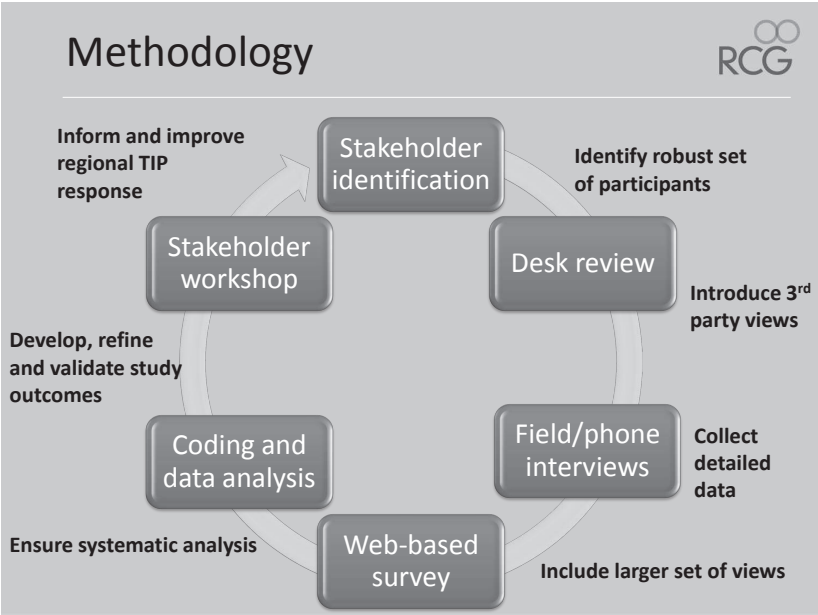 Methodology
RCG
Inform and improve
regional TIP
response
Stakeholder
identification
Identify robust set
of participants
Stakeholder
workshop
Desk review
Introduce 3rd
party views
Develop, refine
and validate study
outcomes
Coding and
data analysis
Field/phone
interviews
Collect
detailed
data
Ensure systematic analysis
Web-based
survey
Include larger set of views